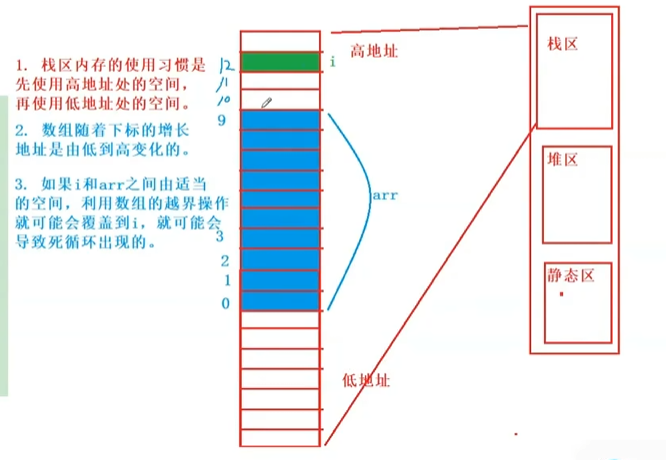 1. 栈区内存的使用习惯是
先使用高地址处的空间，
再使用低地址处的空间。
2. 数组随着下标的增长
地址是由低到高变化的。
3. 如果i和arr之间由适当
的空间，利用数组的越界操作
就可能会覆盖到i，就可能会
导致死循环出现的。
12
11
10
9
3
2
1
0
高地址
i
arr
低地址
栈区
堆区
静态区